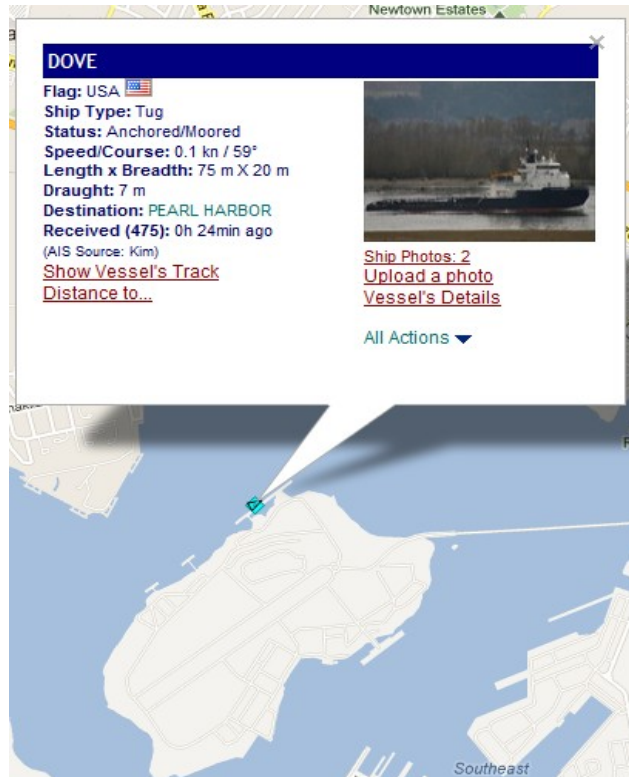 Newtown Estates
DOVE
Flag: USA
Ship Type: Tug
Status: Anchored/Moored
Speed/Course: 0.1 kn / 59°
Length x Breadth: 75 m X 20 m
Draught: 7 m
Destination: PEARL HARBOR
Received (475): 0h 24min ago
(AIS Source: Kim)
Show Vessel's Track
Distance to...
Ship Photos: 2
Upload a photo
Vessel's Details
All Actions
Southeast